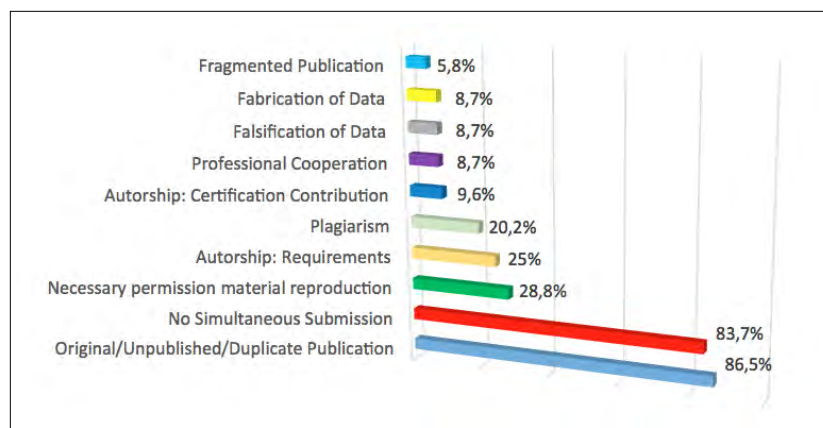 Fragmented Publication 5,8%
Fabrication of Data 8,7%
Falsification of Data 8,7%
Professional Cooperation 8,7%
Autorship: Certification Contribution 9,6%
Plagiarism 20,2%
Autorship: Requirements 25%
Necessary permission material reproduction 28,8%
No Simultaneous Submission 83,7%
Original/Unpublished/Duplicate Publication 86,5%